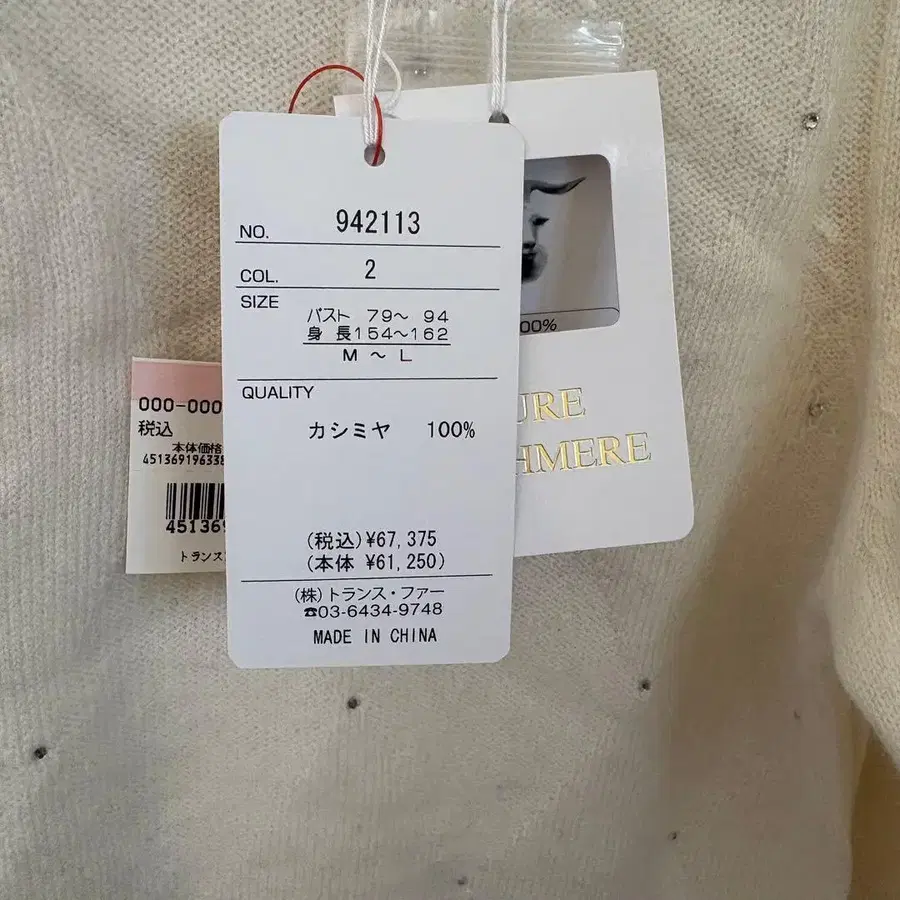 NO. 942113
COL. 2
SIZE
バスト 79～ 94
身 長154～162
M ～ L
QUALITY
カシミヤ 100%
(税込)¥67,375
(本体 ¥61,250)
(株)トランス・ファー
☎03-6434-9748
MADE IN CHINA
000-000
税込
本体価格
451369196338
451369
トランス
00%
URE
HMERE